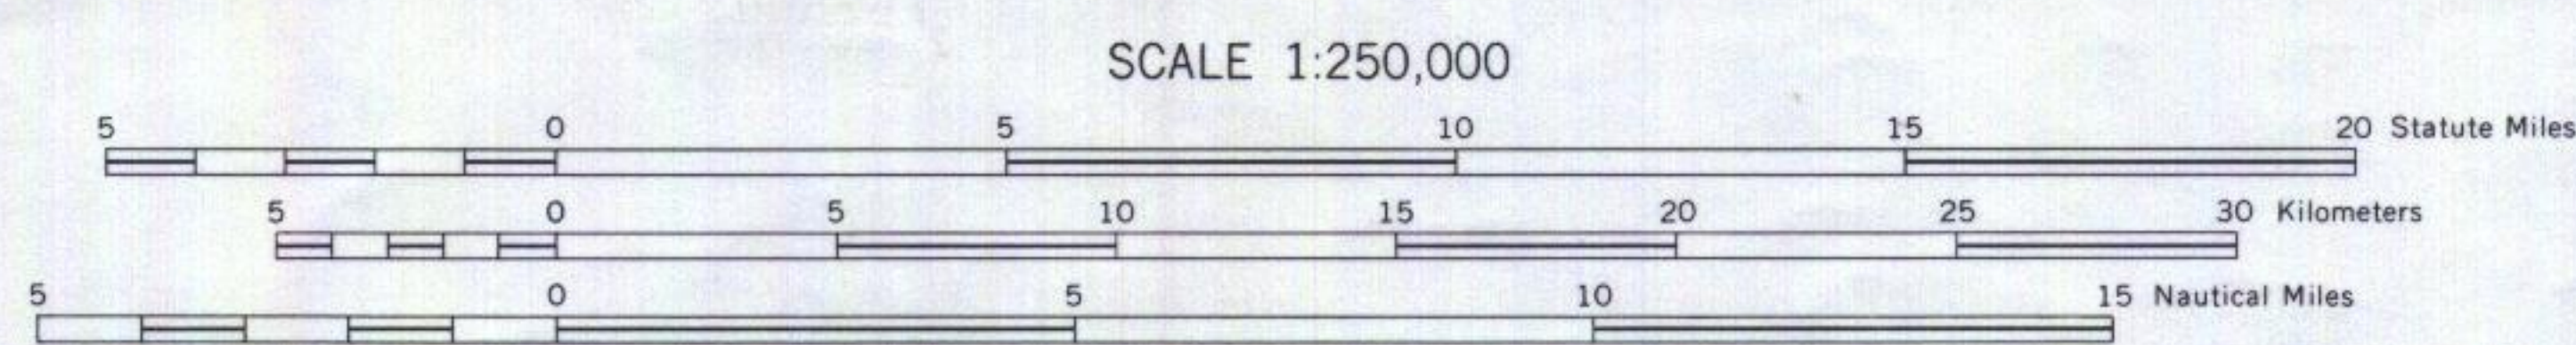 SCALE 1:250,000
5 0 5 10 15 20 Statute Miles
5 0 5 10 15 20 25 30 Kilometers
5 0 5 10 15 Nautical Miles